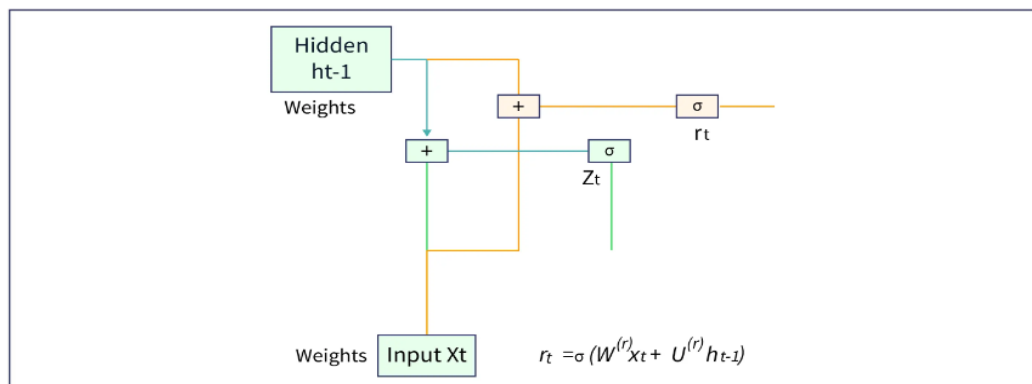 Hidden
ht-1
Weights
+
σ
rt
+
σ
Zt
Weights
Input Xt
rt =σ (W^(r)xt + U^(r)ht-1)